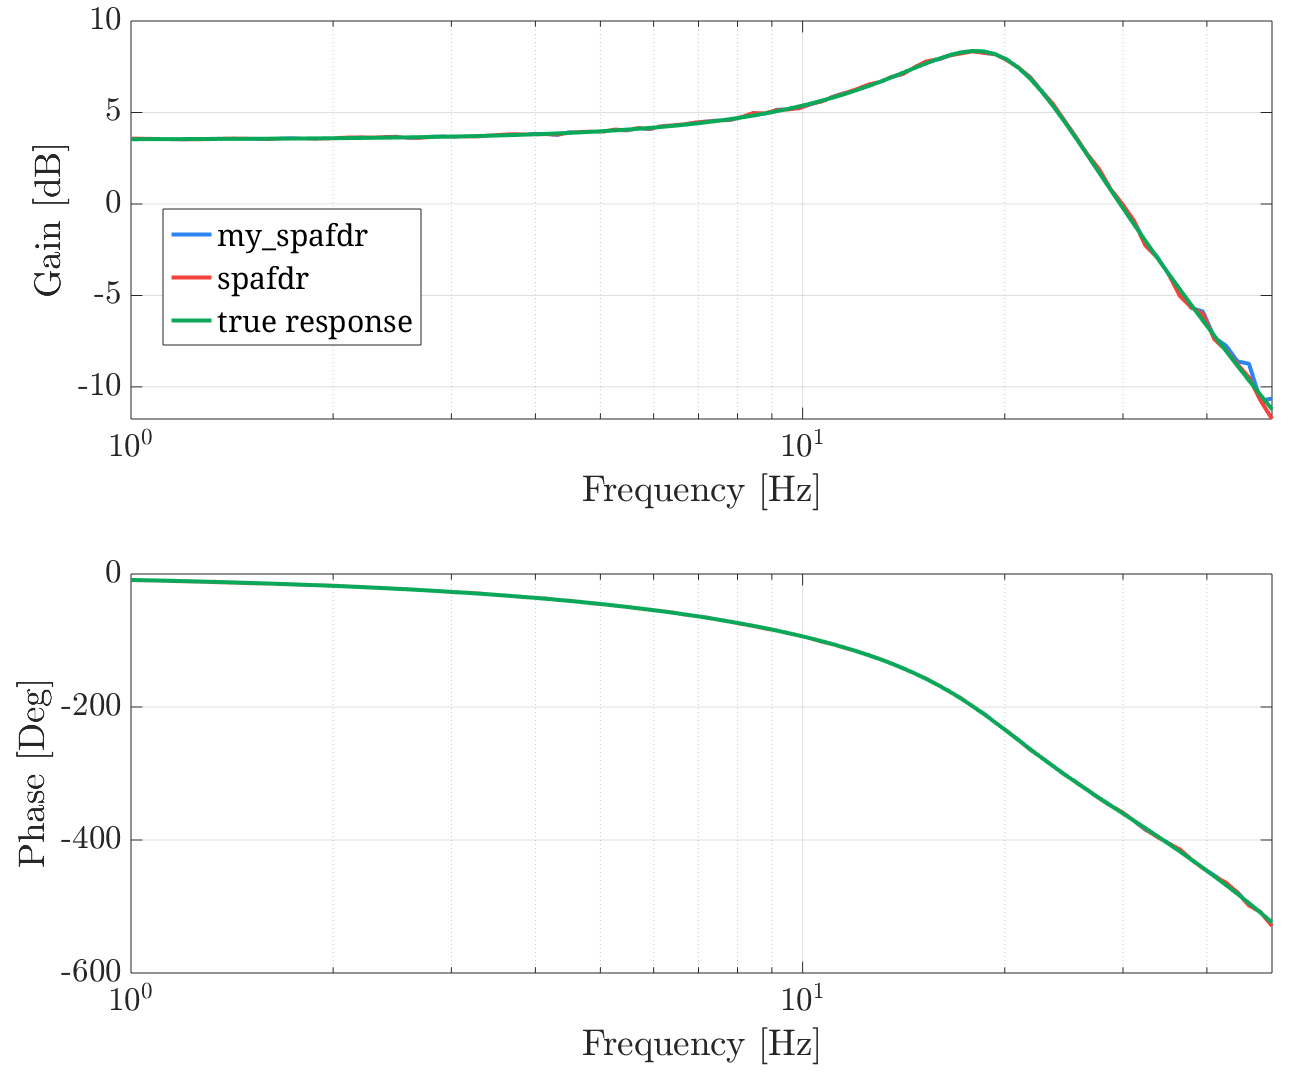 10
5
0
-5
-10
Gain [dB]
my_spafdr
spafdr
true response
10^0
10^1
Frequency [Hz]
0
-200
-400
-600
Phase [Deg]
10^0
10^1
Frequency [Hz]